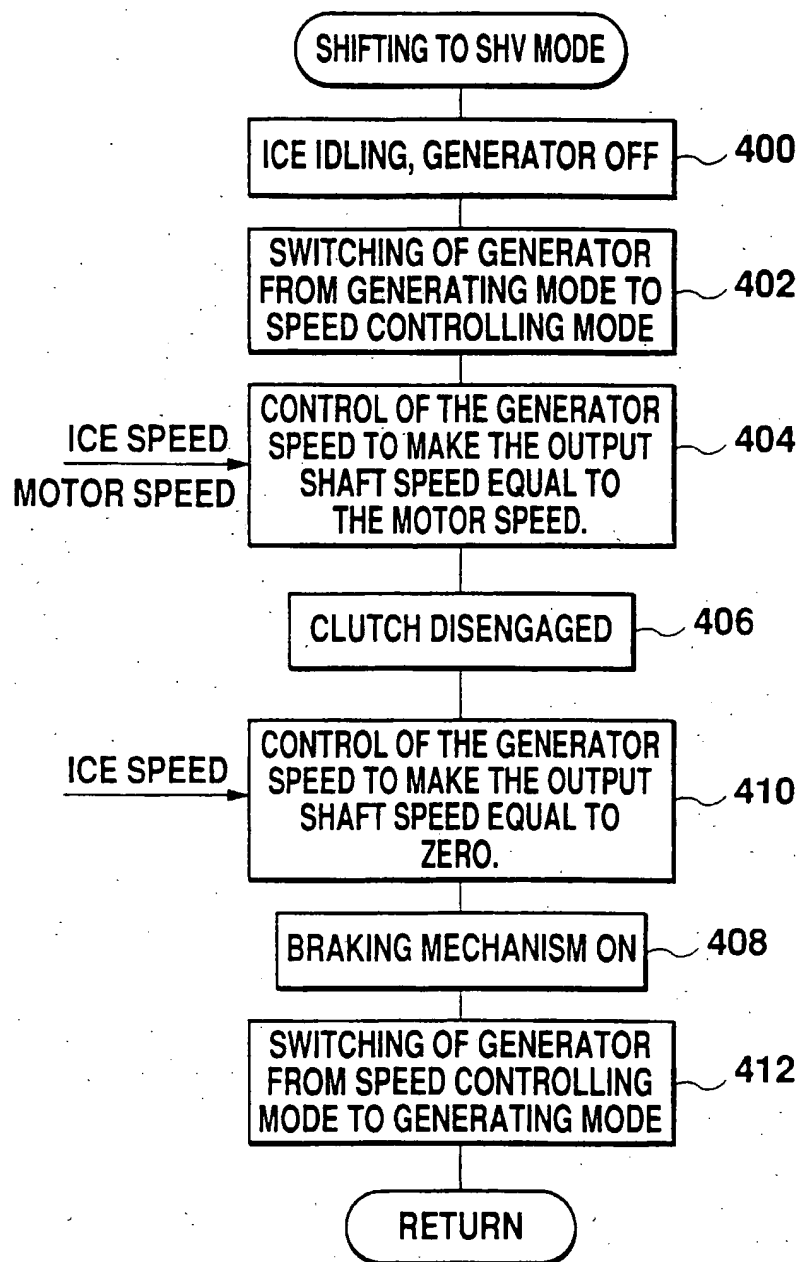 SHIFTING TO SHV MODE
ICE IDLING, GENERATOR OFF
400
SWITCHING OF GENERATOR
FROM GENERATING MODE TO
SPEED CONTROLLING MODE
402
ICE SPEED
MOTOR SPEED
CONTROL OF THE GENERATOR
SPEED TO MAKE THE OUTPUT
SHAFT SPEED EQUAL TO
THE MOTOR SPEED.
404
CLUTCH DISENGAGED
406
ICE SPEED
CONTROL OF THE GENERATOR
SPEED TO MAKE THE OUTPUT
SHAFT SPEED EQUAL TO
ZERO.
410
BRAKING MECHANISM ON
408
SWITCHING OF GENERATOR
FROM SPEED CONTROLLING
MODE TO GENERATING MODE
412
RETURN